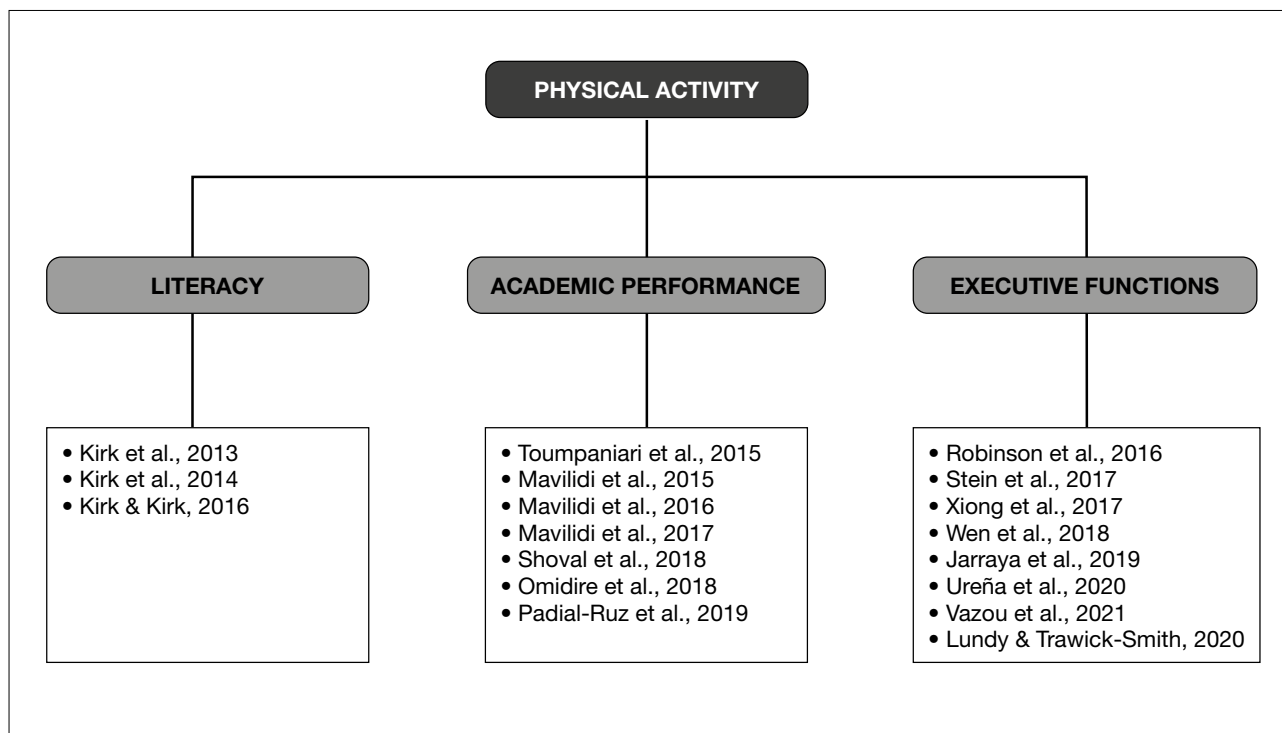 PHYSICAL ACTIVITY
LITERACY
• Kirk et al., 2013
• Kirk et al., 2014
• Kirk & Kirk, 2016
ACADEMIC PERFORMANCE
• Toumpaniari et al., 2015
• Mavilidi et al., 2015
• Mavilidi et al., 2016
• Mavilidi et al., 2017
• Shoval et al., 2018
• Omidire et al., 2018
• Padial-Ruz et al., 2019
EXECUTIVE FUNCTIONS
• Robinson et al., 2016
• Stein et al., 2017
• Xiong et al., 2017
• Wen et al., 2018
• Jarraya et al., 2019
• Ureña et al., 2020
• Vazou et al., 2021
• Lundy & Trawick-Smith, 2020